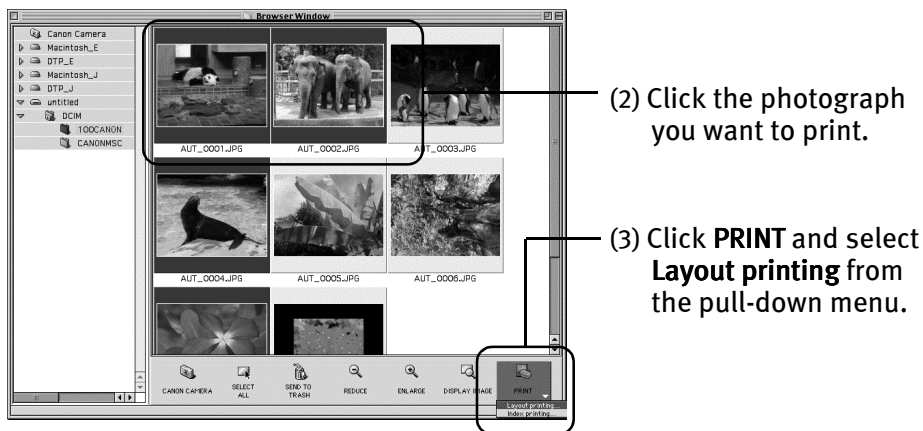 Browser Window
Canon Camera
Macintosh_E
DTP_E
Macintosh_J
DTP_J
untitled
DCIM
100CANON
CANONMSC
AUT_0001.JPG
AUT_0002.JPG
AUT_0003.JPG
AUT_0004.JPG
AUT_0005.JPG
AUT_0006.JPG
CANON CAMERA
SELECT
ALL
SEND TO
TRASH
REDUCE
ENLARGE
DISPLAY IMAGE
PRINT
Layout printing...
Index printing...
(2) Click the photograph
you want to print.
(3) Click PRINT and select
Layout printing from
the pull-down menu.